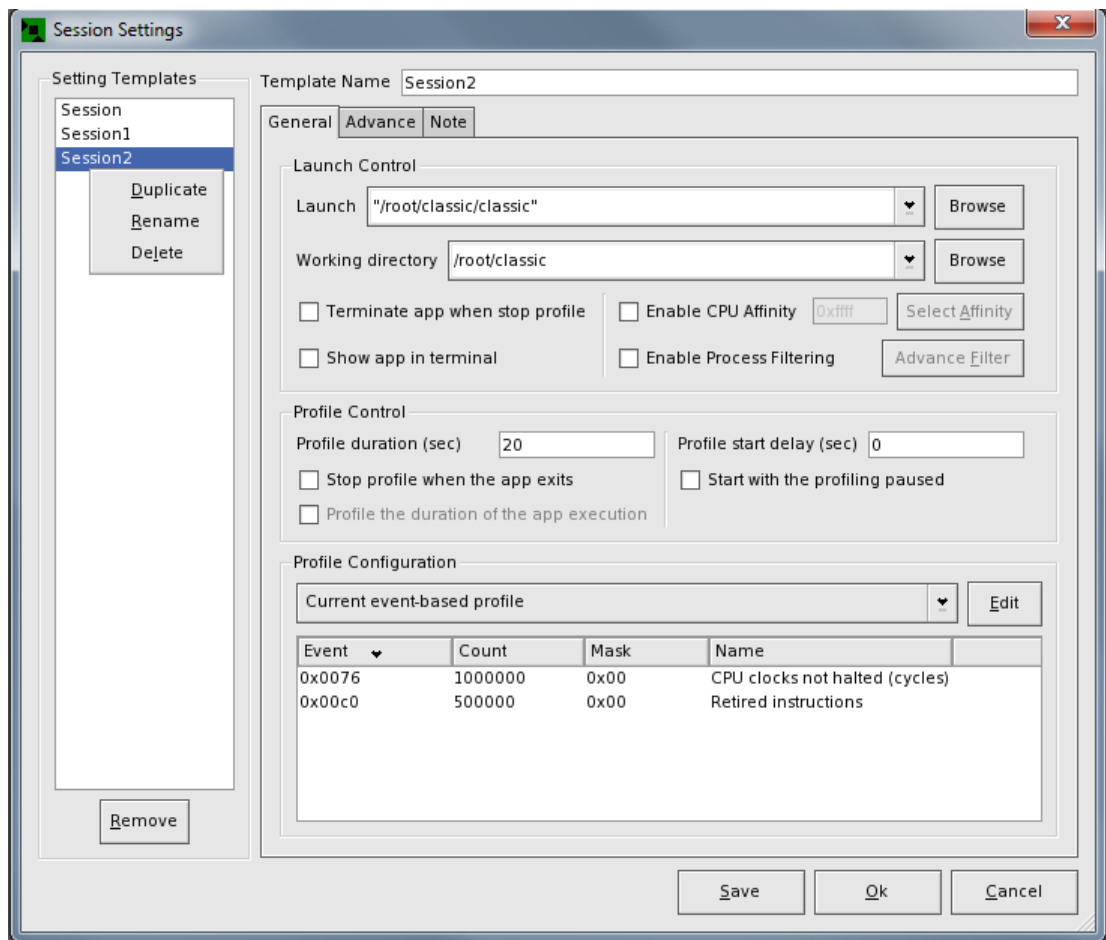 Session Settings
X
Setting Templates
Session
Session1
Session2
Duplicate
Rename
Delete
Remove
Template Name Session2
General Advance Note
Launch Control
Launch "/root/classic/classic" Browse
Working directory /root/classic Browse
Terminate app when stop profile Enable CPU Affinity 0xffff Select Affinity
Show app in terminal Enable Process Filtering Advance Filter
Profile Control
Profile duration (sec) 20 Profile start delay (sec) 0
Stop profile when the app exits Start with the profiling paused
Profile the duration of the app execution
Profile Configuration
Current event-based profile Edit
Event Count Mask Name
0x0076 1000000 0x00 CPU clocks not halted (cycles)
0x00c0 500000 0x00 Retired instructions
Save Ok Cancel